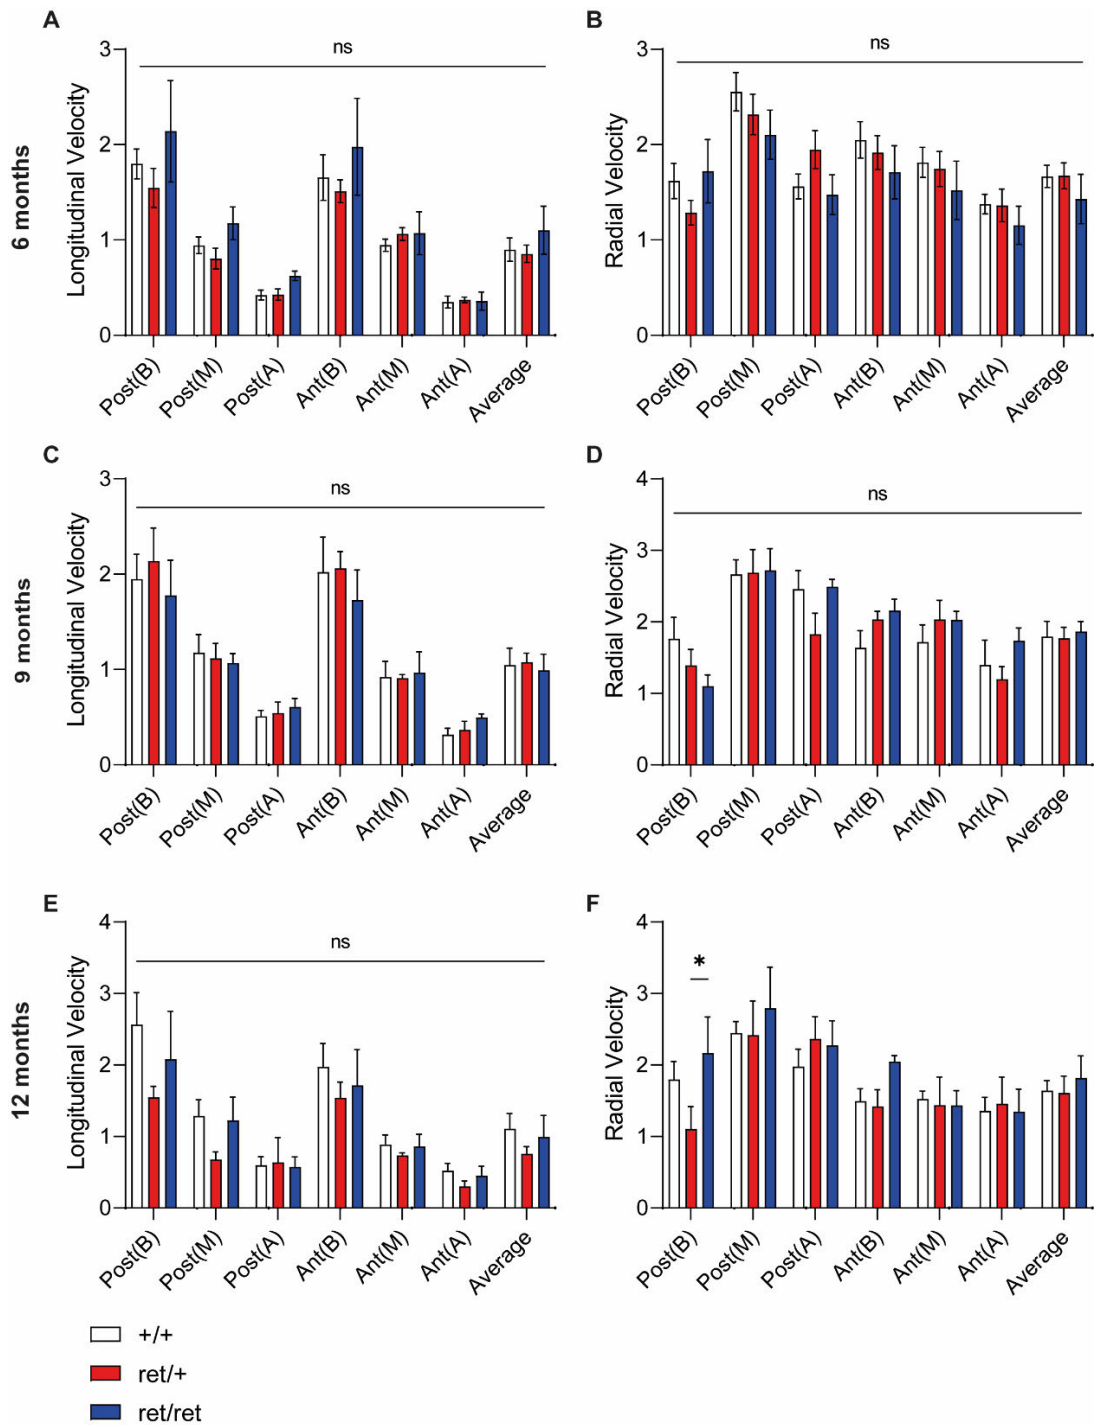 A
ns
3
2
1
0
Longitudinal Velocity
6 months
Post(B)
Post(M)
Post(A)
Ant(B)
Ant(M)
Ant(A)
Average
B
ns
3
2
1
0
Radial Velocity
Post(B)
Post(M)
Post(A)
Ant(B)
Ant(M)
Ant(A)
Average
C
ns
3
2
1
0
Longitudinal Velocity
9 months
Post(B)
Post(M)
Post(A)
Ant(B)
Ant(M)
Ant(A)
Average
D
ns
4
3
2
1
0
Radial Velocity
Post(B)
Post(M)
Post(A)
Ant(B)
Ant(M)
Ant(A)
Average
E
ns
4
3
2
1
0
Longitudinal Velocity
12 months
Post(B)
Post(M)
Post(A)
Ant(B)
Ant(M)
Ant(A)
Average
F
*
4
3
2
1
0
Radial Velocity
Post(B)
Post(M)
Post(A)
Ant(B)
Ant(M)
Ant(A)
Average
+/+
ret/+
ret/ret